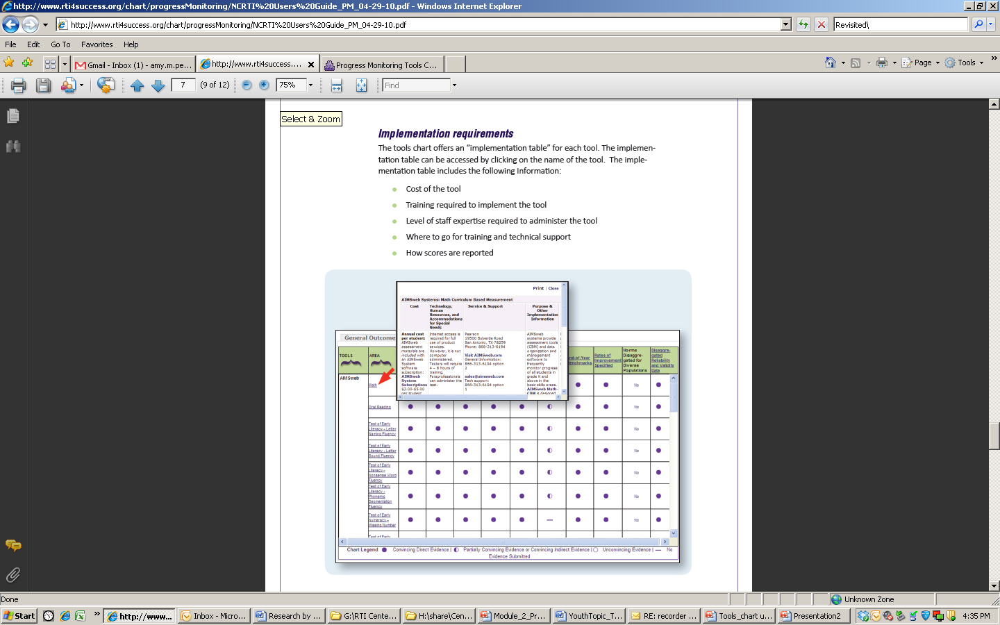 http://www.rti4success.org/chart/progressMonitoring/NCRTI%20Users%20Guide_PM_04-29-10.pdf - Windows Internet Explorer
http://www.rti4success.org/chart/progressMonitoring/NCRTI%20Users%20Guide_PM_04-29-10.pdf
Revisited\
File Edit Go To Favorites Help
Gmail - Inbox (1) - amy.m.pe...
http://www.rti4success....
Progress Monitoring Tools C...
Page Tools
7 (9 of 12) 75% Find
Select & Zoom
Implementation requirements
The tools chart offers an “implementation table” for each tool. The implemen-
tation table can be accessed by clicking on the name of the tool. The imple-
mentation table includes the following Information:
Cost of the tool
Training required to implement the tool
Level of staff expertise required to administer the tool
Where to go for training and technical support
How scores are reported
Print | Close
AIMSweb Systems: Math Curriculum Based Measurement
Cost
Technology,
Human
Resources, and
Accommodations
for Special
Needs
Service & Support
Purpose &
Other
Implementation
Information
Annual cost
per student:
AIMSweb
assessment
materials are
included with
an AIMSweb
System
software
subscription:
AIMSweb
System
Subscriptions
$3.00-$5.00
per student
Internet access is
required for full
use of product
services.
However, it is not
computer
administered.
Testers will require
4 - 8 hours of
training.
Paraprofessionals
can administer the
test.
Pearson
19500 Bulverde Road
San Antonio, TX 78259
Phone: 866-313-6194
Visit AIMSweb.com
General Information:
866-313-6194 option
2
sales@aimsweb.com
Tech support:
866-313-6194 option
1
AIMSweb
systems provide
assessment tools
(CBM) and data
organization and
management
software to
frequently
monitor progress
of all students in
grade K and
above in the
basic skills areas.
AIMSweb Math-
CBM is designed
General Outcome
TOOLS
AREA
nd-of-Year
enchmarks
Rates of
Improvement
Specified
Norms
Disaggre-
gated for
Diverse
Populations
Disaggre-
gated
Reliability
and Validity
Data
AIMSweb
Math
No
Oral Reading
No
Test of Early
Literacy - Letter
Naming Fluency
No
Test of Early
Literacy - Letter
Sound Fluency
No
Test of Early
Literacy -
Nonsense Word
Fluency
No
Test of Early
Literacy -
Phonemic
Segmentation
Fluency
No
Test of Early
Numeracy -
Missing Number
No
Test of Early
Chart Legend: Convincing Direct Evidence | Partially Convincing Evidence or Convincing Indirect Evidence | Unconvincing Evidence | No
Evidence Submitted
Done
Unknown Zone
Start
http://www...
Inbox - Micro...
Research by ...
G:\RTI Cente...
H:\share\Cen...
Module_2_Pr...
YouthTopic_T...
RE: recorder ...
Tools_chart u...
Presentation2
4:35 PM